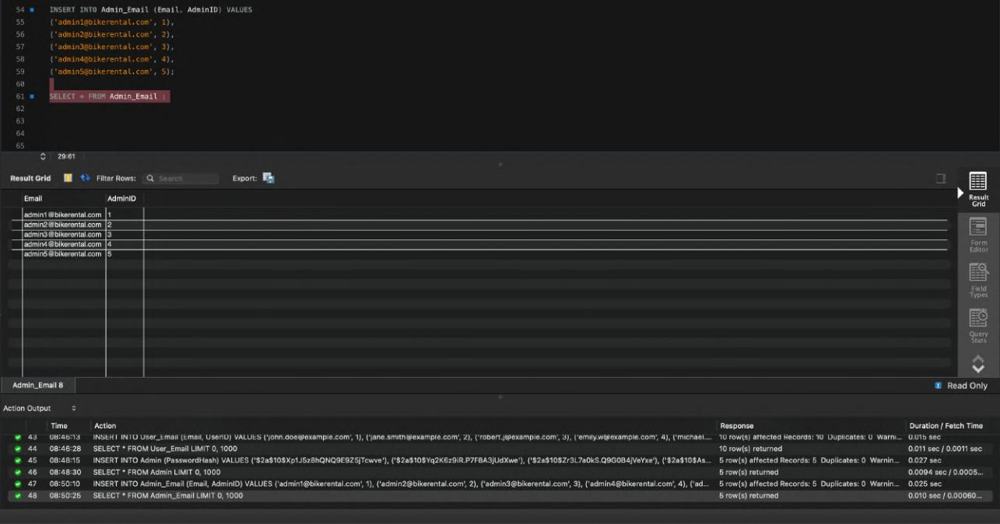 54 INSERT INTO Admin_Email (Email, AdminID) VALUES
55 ('admin1@bikerental.com', 1),
56 ('admin2@bikerental.com', 2),
57 ('admin3@bikerental.com', 3),
58 ('admin4@bikerental.com', 4),
59 ('admin5@bikerental.com', 5);
60
61 SELECT * FROM Admin_Email ;
62
63
64
65
29:61
Result Grid Filter Rows: Search Export:
Email AdminID
admin1@bikerental.com 1
admin2@bikerental.com 2
admin3@bikerental.com 3
admin4@bikerental.com 4
admin5@bikerental.com 5
Result Grid
Form Editor
Field Types
Query Stats
Admin_Email 8 Read Only
Action Output
Time Action Response Duration / Fetch Time
43 08:46:13 INSERT INTO User_Email (Email, UserID) VALUES ('john.doe@example.com', 1), ('jane.smith@example.com', 2), ('robert.j@example.com', 3), ('emily.w@example.com', 4), ('michael.... 10 row(s) affected Records: 10 Duplicates: 0 Warni... 0.015 sec
44 08:46:28 SELECT * FROM User_Email LIMIT 0, 1000 10 row(s) returned 0.011 sec / 0.0011 sec
45 08:48:15 INSERT INTO Admin (PasswordHash) VALUES ('$2a$10$Xp1J5z8hQNQ9E9Z5jTcwve'), ('$2a$10$Yq2K6z9iR.P7F8A3jUdXwe'), ('$2a$10$Zr3L7a0kS.Q9G0B4jVeYxe'), ('$2a$10$As... 5 row(s) affected Records: 5 Duplicates: 0 Warnin... 0.027 sec
46 08:48:30 SELECT * FROM Admin LIMIT 0, 1000 5 row(s) returned 0.0094 sec / 0.0005...
47 08:50:10 INSERT INTO Admin_Email (Email, AdminID) VALUES ('admin1@bikerental.com', 1), ('admin2@bikerental.com', 2), ('admin3@bikerental.com', 3), ('admin4@bikerental.com', 4), ('ad... 5 row(s) affected Records: 5 Duplicates: 0 Warnin... 0.025 sec
48 08:50:25 SELECT * FROM Admin_Email LIMIT 0, 1000 5 row(s) returned 0.010 sec / 0.00060...